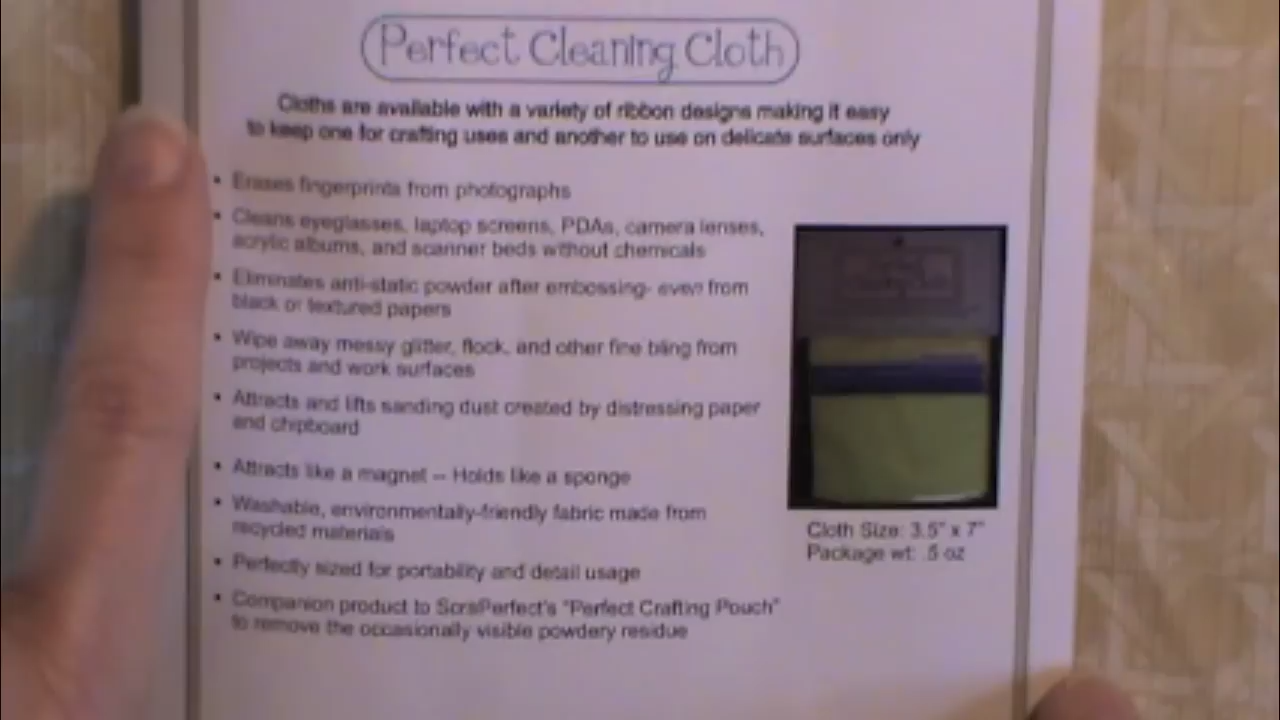 Perfect Cleaning Cloth
Cloths are available with a variety of ribbon designs making it easy
to keep one for crafting uses and another to use on delicate surfaces only
• Erases fingerprints from photographs
• Cleans eyeglasses, laptop screens, PDAs, camera lenses,
acrylic albums, and scanner beds without chemicals
• Eliminates anti-static powder after embossing- even from
black or textured papers
• Wipe away messy glitter, flock, and other fine bling from
projects and work surfaces
• Attracts and lifts sanding dust created by distressing paper
and chipboard
• Attracts like a magnet -- Holds like a sponge
• Washable, environmentally-friendly fabric made from
recycled materials
• Perfectly sized for portability and detail usage
• Companion product to ScraPerfect's "Perfect Crafting Pouch"
to remove the occasionally visible powdery residue
Cloth Size: 3.5" x 7"
Package wt: .5 oz